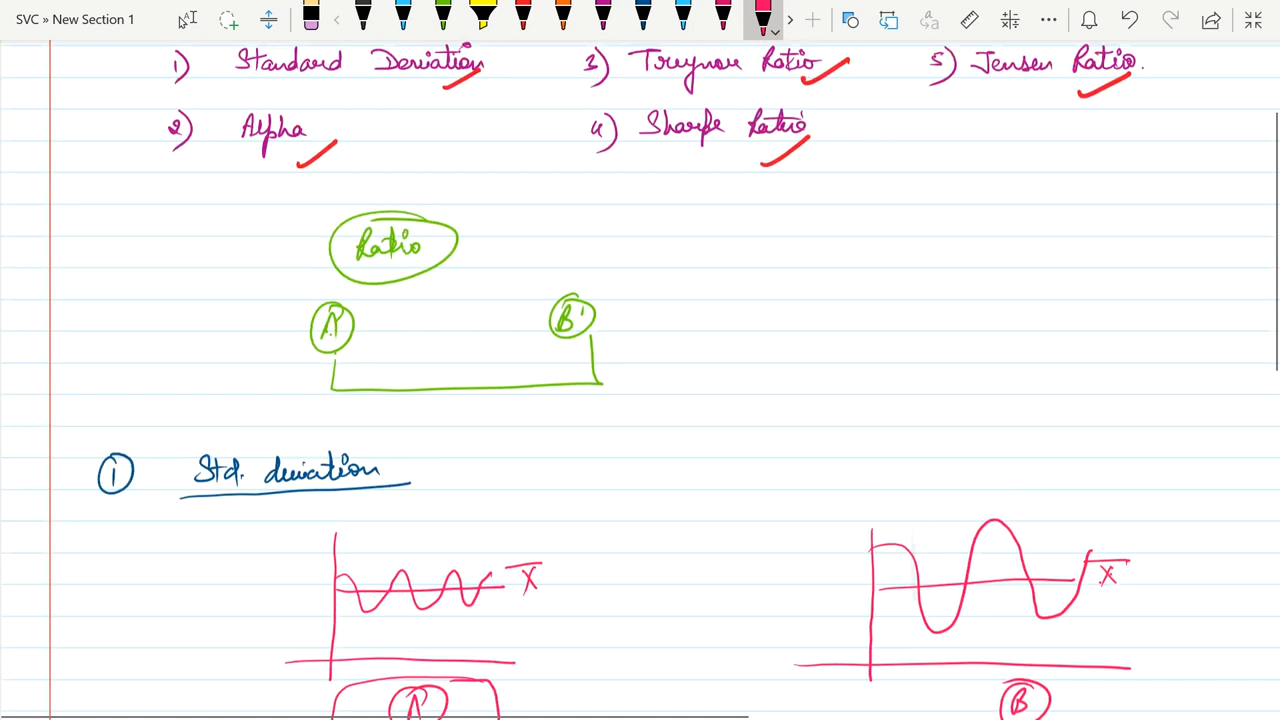 SVC » New Section 1
1) Standard Deviation 3) Treynor Ratio 5) Jensen Ratio.
2) Alpha 4) Sharpe Ratio
Ratio
A B
1 Std. deviation
X X
A B